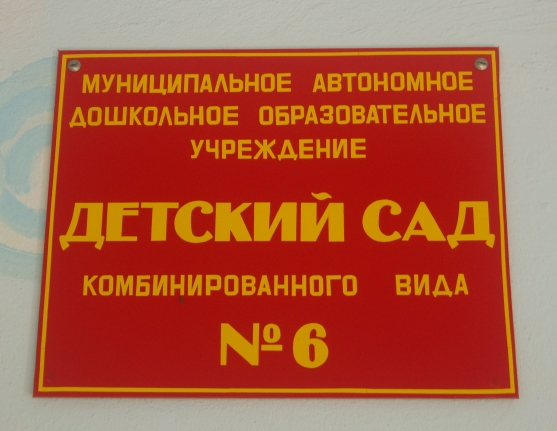 МУНИЦИПАЛЬНОЕ АВТОНОМНОЕ
ДОШКОЛЬНОЕ ОБРАЗОВАТЕЛЬНОЕ
УЧРЕЖДЕНИЕ
ДЕТСКИЙ САД
КОМБИНИРОВАННОГО ВИДА
№ 6